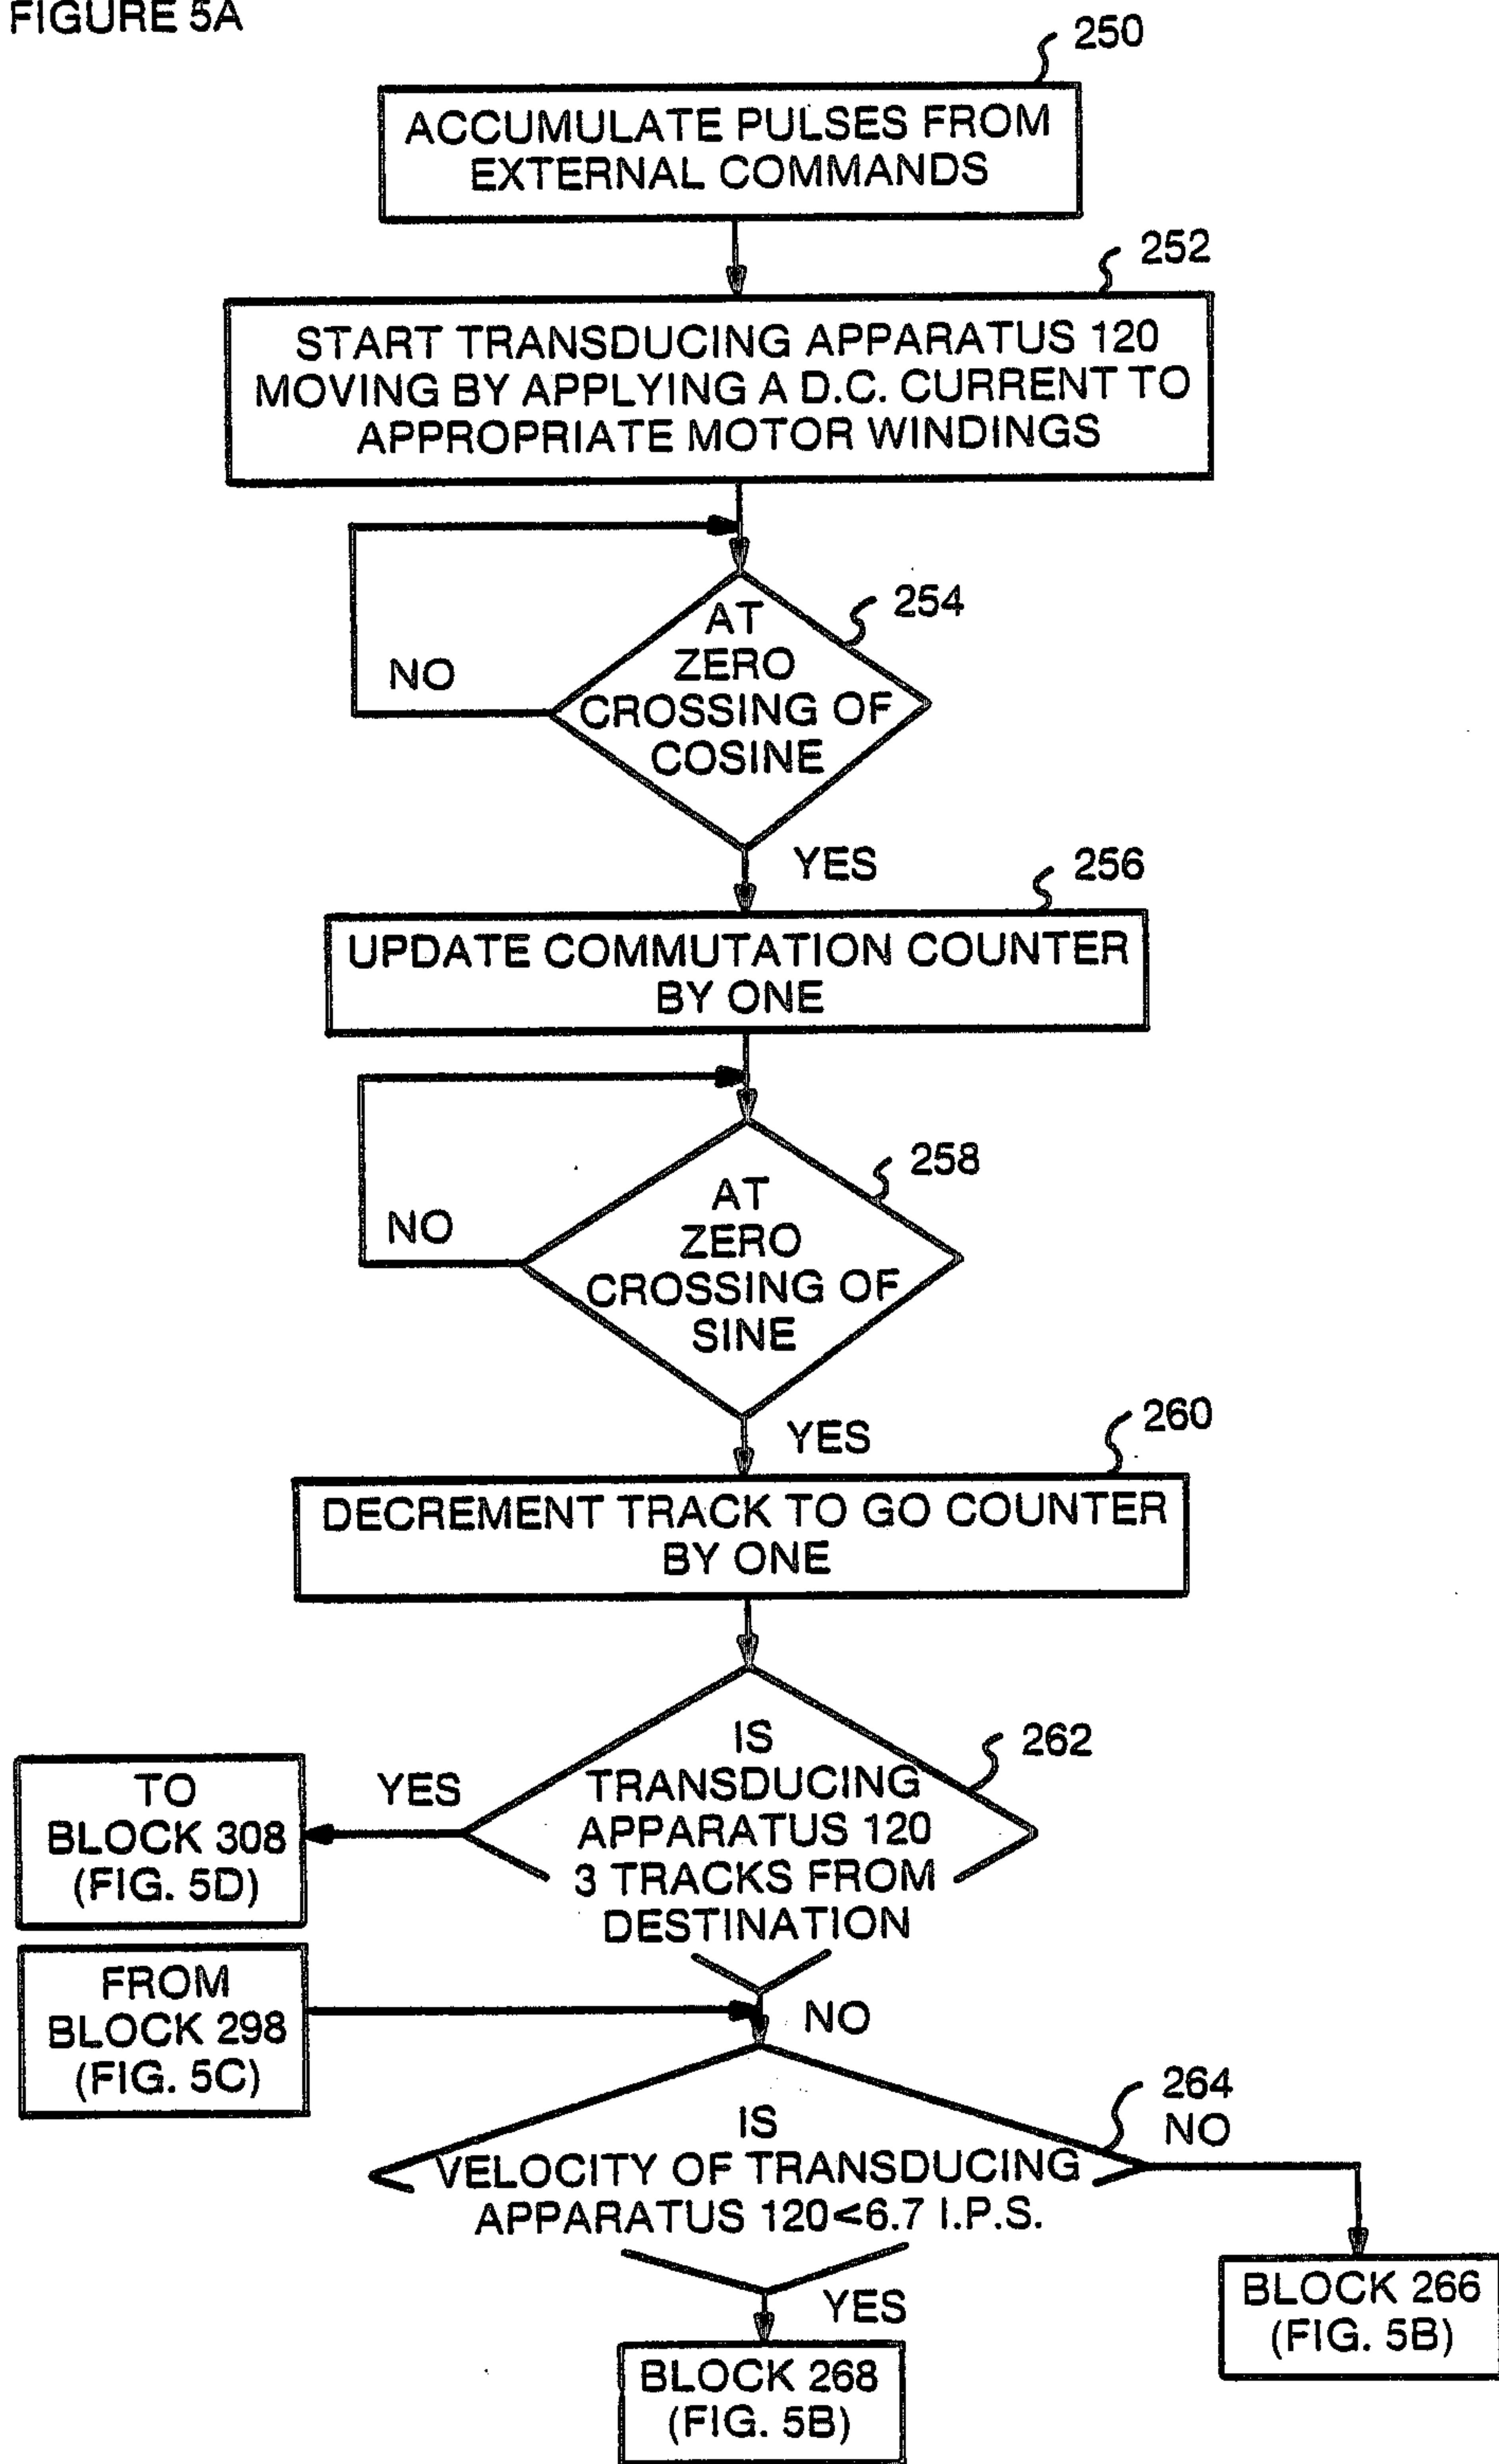 FIGURE 5A
250
ACCUMULATE PULSES FROM
EXTERNAL COMMANDS
252
START TRANSDUCING APPARATUS 120
MOVING BY APPLYING A D.C. CURRENT TO
APPROPRIATE MOTOR WINDINGS
254
AT
ZERO
CROSSING OF
COSINE
NO
YES
256
UPDATE COMMUTATION COUNTER
BY ONE
258
AT
ZERO
CROSSING OF
SINE
NO
YES
260
DECREMENT TRACK TO GO COUNTER
BY ONE
262
IS
TRANSDUCING
APPARATUS 120
3 TRACKS FROM
DESTINATION
YES
TO
BLOCK 308
(FIG. 5D)
FROM
BLOCK 298
(FIG. 5C)
NO
264
NO
IS
VELOCITY OF TRANSDUCING
APPARATUS 120<6.7 I.P.S.
YES
BLOCK 266
(FIG. 5B)
BLOCK 268
(FIG. 5B)